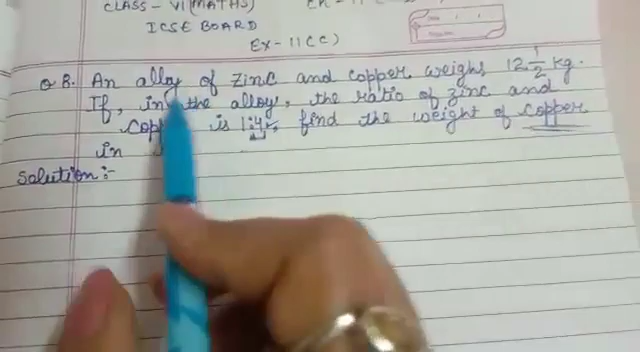 CLASS - VI (MATHS)
ICSE BOARD
EX - 11 (C)
Q 8. An alloy of zinc and copper weighs 12 1/2 kg.
If, in the alloy, the ratio of zinc and
is 1:4, find the weight of copper
in
Solution:-